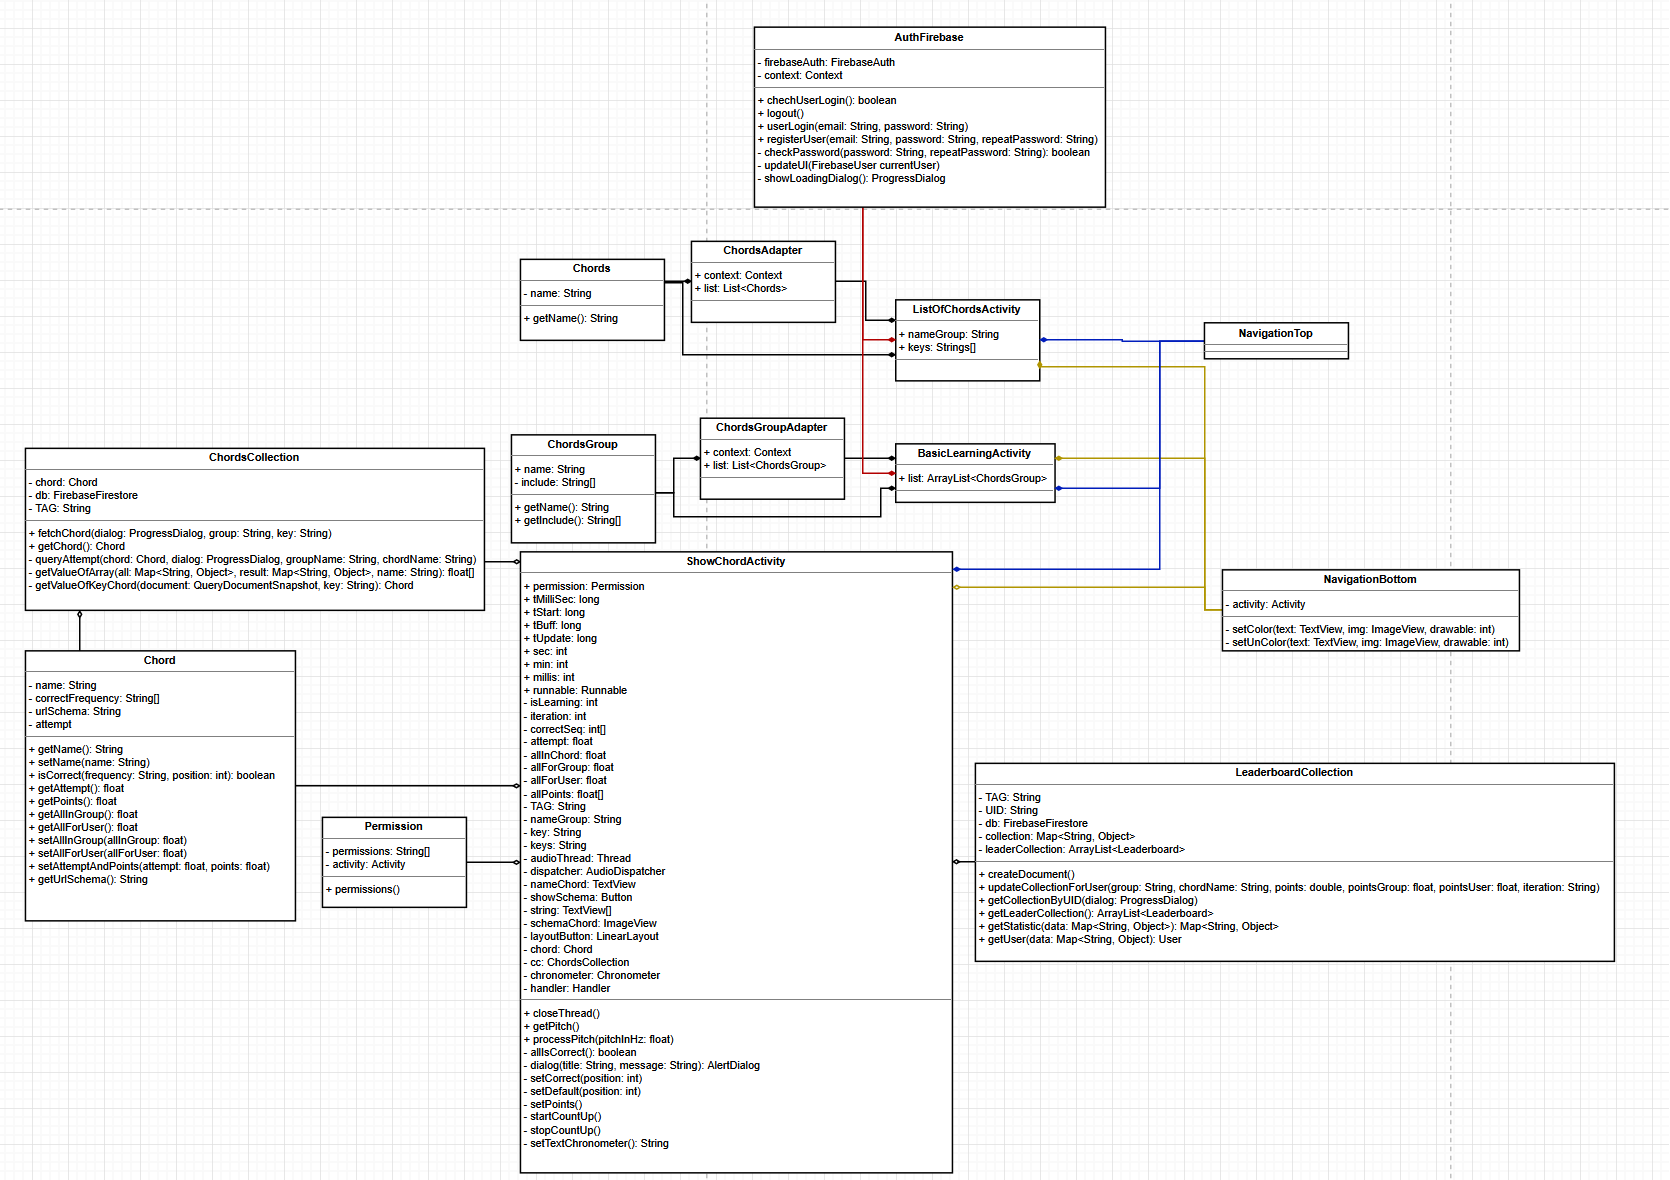 AuthFirebase
- firebaseAuth: FirebaseAuth
- context: Context
+ chechUserLogin(): boolean
+ logout()
+ userLogin(email: String, password: String)
+ registerUser(email: String, password: String, repeatPassword: String)
- checkPassword(password: String, repeatPassword: String): boolean
- updateUI(FirebaseUser currentUser)
- showLoadingDialog(): ProgressDialog
Chords
- name: String
+ getName(): String
ChordsAdapter
+ context: Context
+ list: List<Chords>
ListOfChordsActivity
+ nameGroup: String
+ keys: Strings[]
NavigationTop
ChordsGroup
+ name: String
- include: String[]
+ getName(): String
+ getInclude(): String[]
ChordsGroupAdapter
+ context: Context
+ list: List<ChordsGroup>
BasicLearningActivity
+ list: ArrayList<ChordsGroup>
ChordsCollection
- chord: Chord
- db: FirebaseFirestore
- TAG: String
+ fetchChord(dialog: ProgressDialog, group: String, key: String)
+ getChord(): Chord
- queryAttempt(chord: Chord, dialog: ProgressDialog, groupName: String, chordName: String)
- getValueOfArray(all: Map<String, Object>, result: Map<String, Object>, name: String): float[]
- getValueOfKeyChord(document: QueryDocumentSnapshot, key: String): Chord
NavigationBottom
- activity: Activity
- setColor(text: TextView, img: ImageView, drawable: int)
- setUnColor(text: TextView, img: ImageView, drawable: int)
Chord
- name: String
- correctFrequency: String[]
- urlSchema: String
- attempt
+ getName(): String
+ setName(name: String)
+ isCorrect(frequency: String, position: int): boolean
+ getAttempt(): float
+ getPoints(): float
+ getAllInGroup(): float
+ getAllForUser(): float
+ setAllInGroup(allInGroup: float)
+ setAllForUser(allForUser: float)
+ setAttemptAndPoints(attempt: float, points: float)
+ getUrlSchema(): String
Permission
- permissions: String[]
- activity: Activity
+ permissions()
ShowChordActivity
+ permission: Permission
+ tMilliSec: long
+ tStart: long
+ tBuff: long
+ tUpdate: long
+ sec: int
+ min: int
+ millis: int
+ runnable: Runnable
- isLearning: int
- iteration: int
- correctSeq: int[]
- attempt: float
- allInChord: float
- allForGroup: float
- allForUser: float
- allPoints: float[]
- TAG: String
- nameGroup: String
- key: String
- keys: String
- audioThread: Thread
- dispatcher: AudioDispatcher
- nameChord: TextView
- showSchema: Button
- string: TextView[]
- schemaChord: ImageView
- layoutButton: LinearLayout
- chord: Chord
- cc: ChordsCollection
- chronometer: Chronometer
- handler: Handler
+ closeThread()
+ getPitch()
+ processPitch(pitchInHz: float)
- allIsCorrect(): boolean
- dialog(title: String, message: String): AlertDialog
- setCorrect(position: int)
- setDefault(position: int)
- setPoints()
- startCountUp()
- stopCountUp()
- setTextChronometer(): String
LeaderboardCollection
- TAG: String
- UID: String
- db: FirebaseFirestore
- collection: Map<String, Object>
- leaderCollection: ArrayList<Leaderboard>
+ createDocument()
+ updateCollectionForUser(group: String, chordName: String, points: double, pointsGroup: float, pointsUser: float, iteration: String)
+ getCollectionByUID(dialog: ProgressDialog)
+ getLeaderCollection(): ArrayList<Leaderboard>
+ getStatistic(data: Map<String, Object>): Map<String, Object>
+ getUser(data: Map<String, Object): User